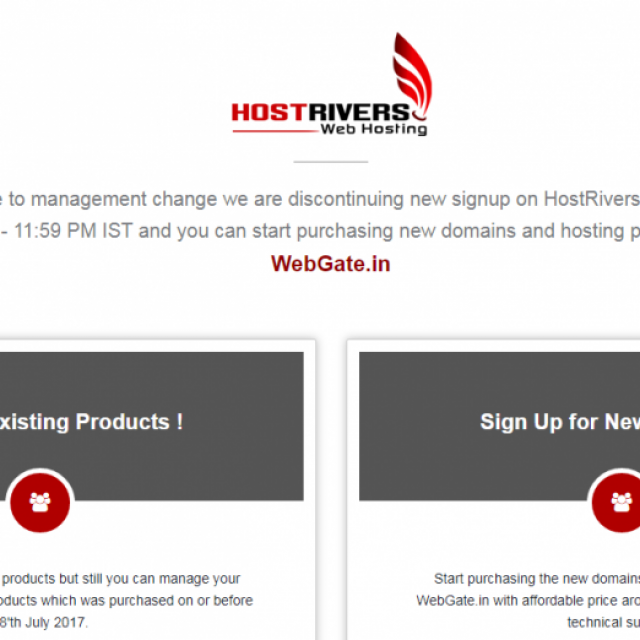 HOSTRIVERS
Web Hosting
e to management change we are discontinuing new signup on HostRivers
- 11:59 PM IST and you can start purchasing new domains and hosting p
WebGate.in
xisting Products !
Sign Up for New
products but still you can manage your
oducts which was purchased on or before
8'th July 2017.
Start purchasing the new domains
WebGate.in with affordable price aro
technical su